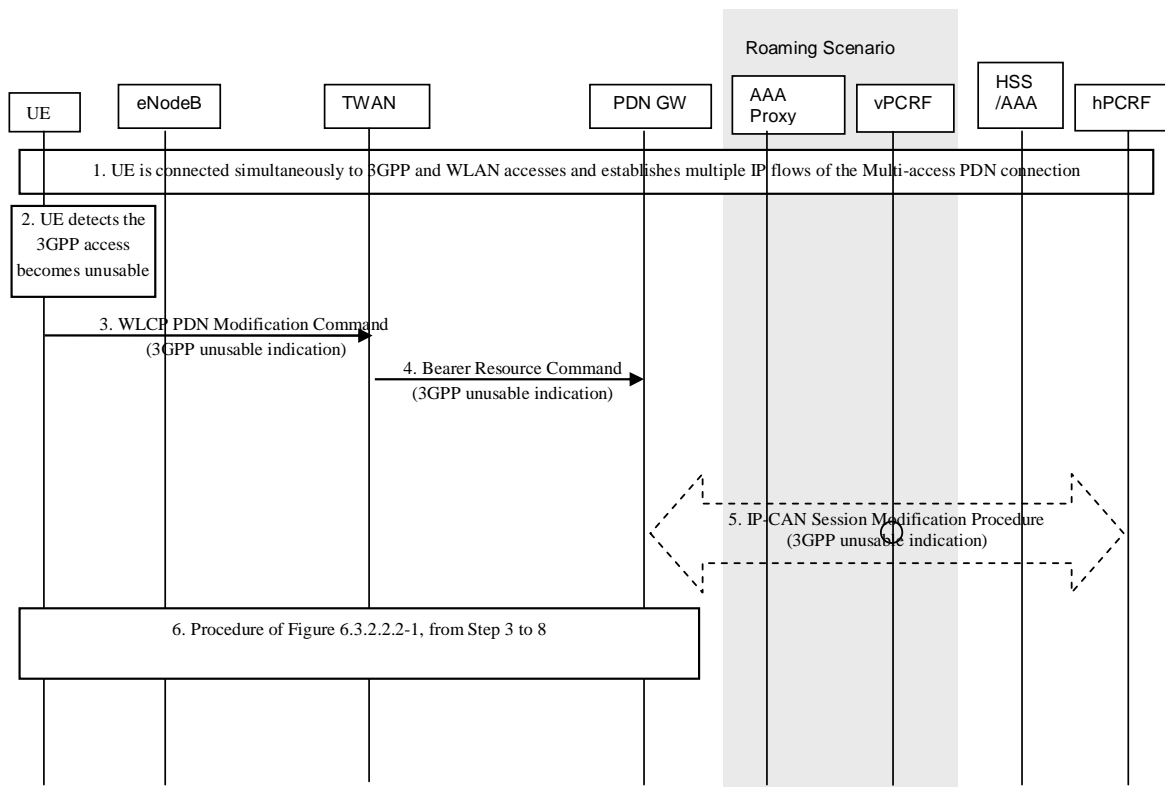 Roaming Scenario
UE
eNodeB
TWAN
PDN GW
AAA
Proxy
vPCRF
HSS
/AAA
hPCRF
1. UE is connected simultaneously to 3GPP and WLAN accesses and establishes multiple IP flows of the Multi-access PDN connection
2. UE detects the
3GPP access
becomes unusable
3. WLCP PDN Modification Command
(3GPP unusable indication)
4. Bearer Resource Command
(3GPP unusable indication)
5. IP-CAN Session Modification Procedure
(3GPP unusable indication)
6. Procedure of Figure 6.3.2.2.2-1, from Step 3 to 8